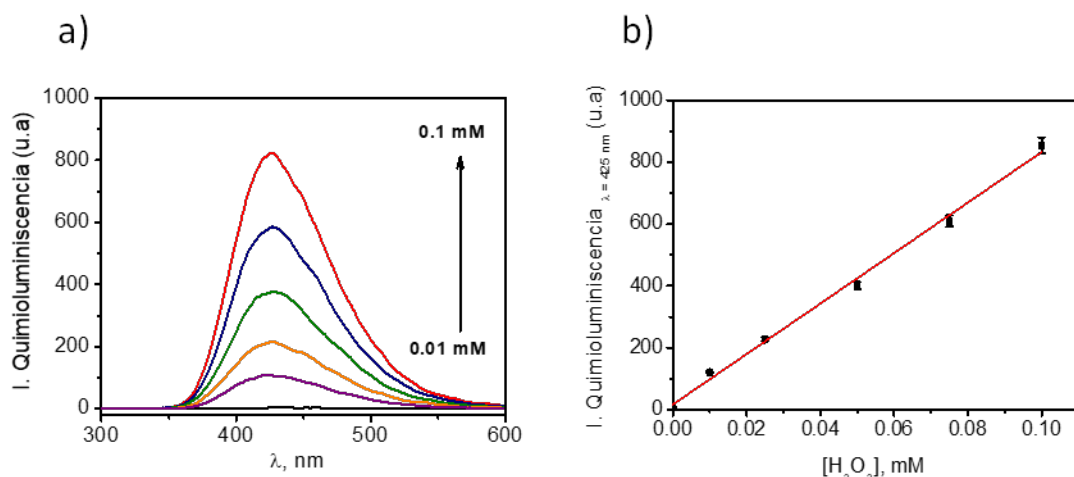 a)
I. Quimioluminiscencia (u.a)
1000
800
600
400
200
0
0.1 mM
0.01 mM
300
400
500
600
λ, nm
b)
I. Quimioluminiscencia λ = 425 nm (u.a)
1000
800
600
400
200
0
0.00
0.02
0.04
0.06
0.08
0.10
[H₂O₂], mM